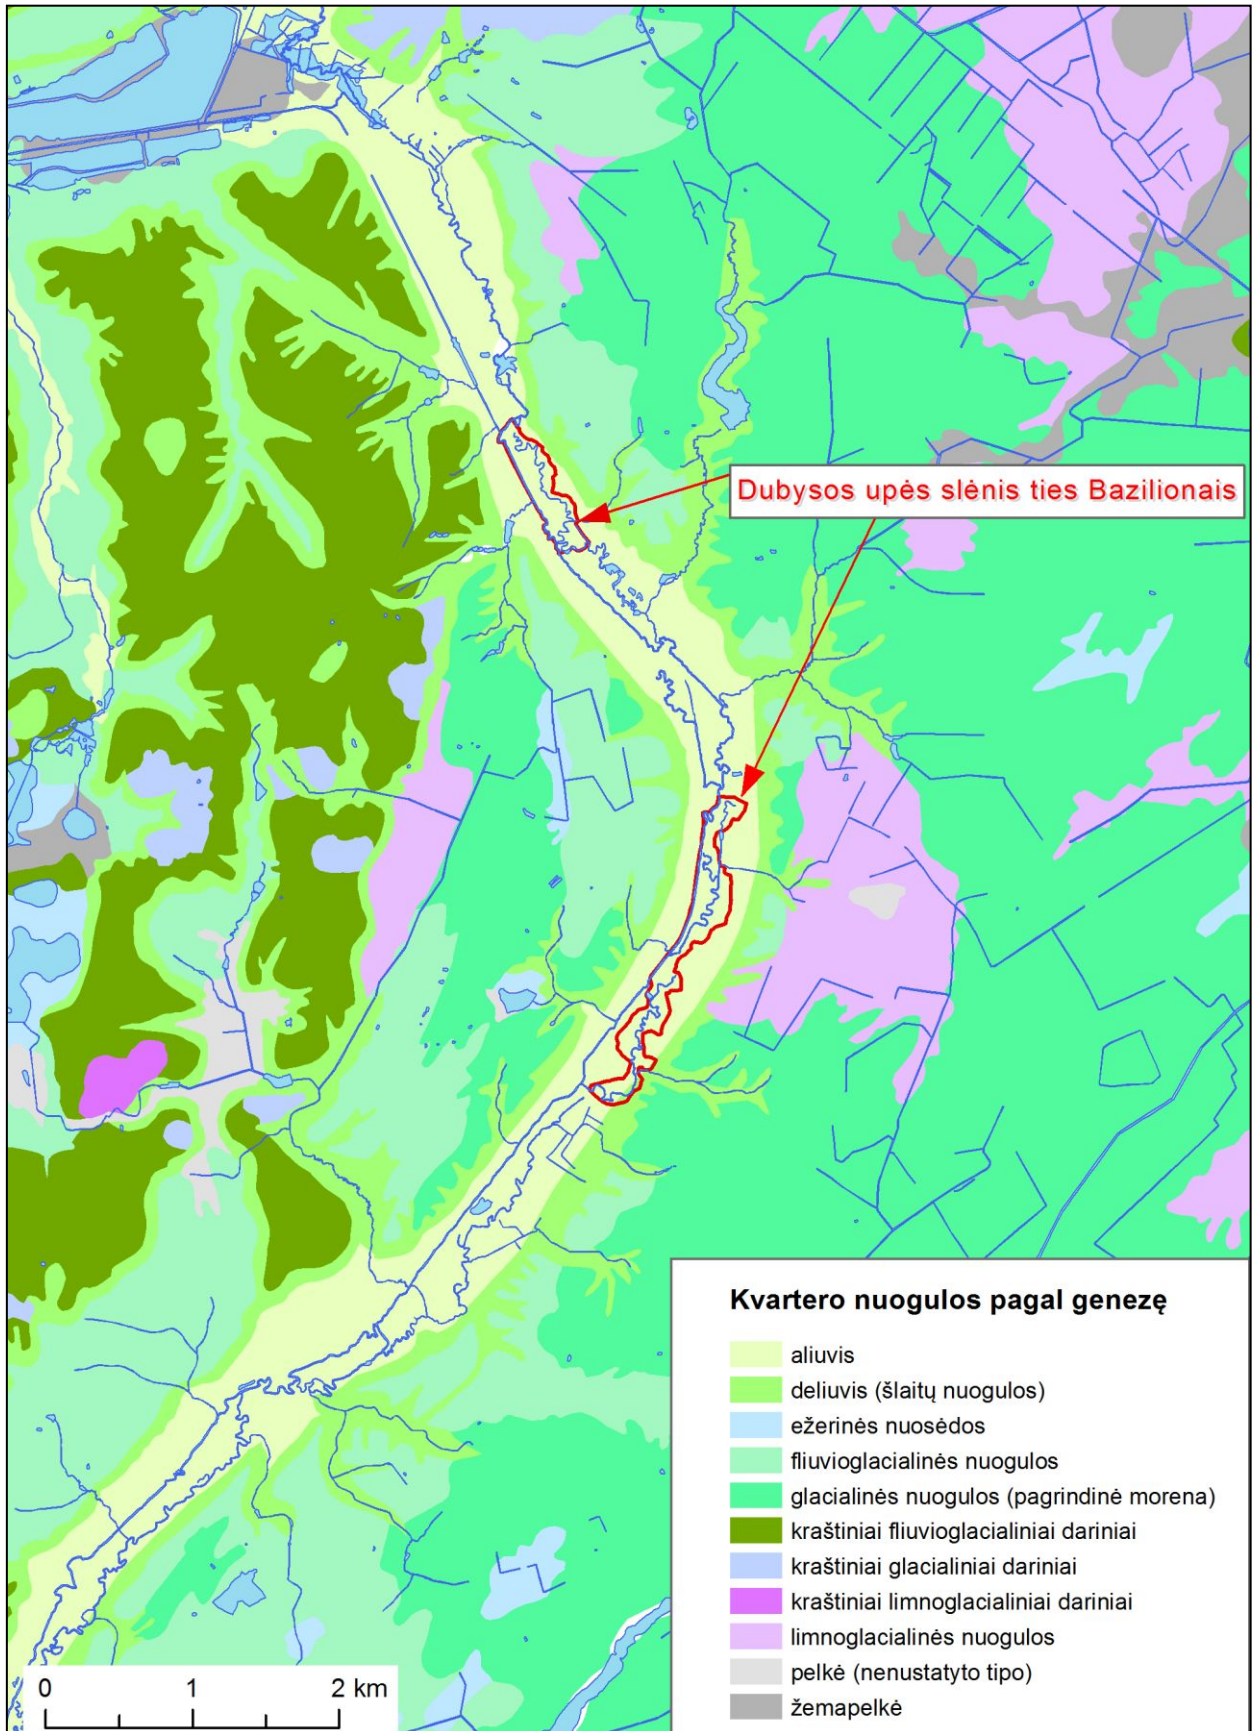 Dubysos upės slėnis ties Bazilionais
Kvartero nuogulos pagal genezę
aliuvis
deliuvis (šlaitų nuogulos)
ežerinės nuosėdos
fliuvioglacialinės nuogulos
glacialinės nuogulos (pagrindinė morena)
kraštiniai fliuvioglacialiniai dariniai
kraštiniai glacialiniai dariniai
kraštiniai limnoglacialiniai dariniai
limnoglacialinės nuogulos
pelkė (nenustatyto tipo)
žemapelkė
0 1 2 km